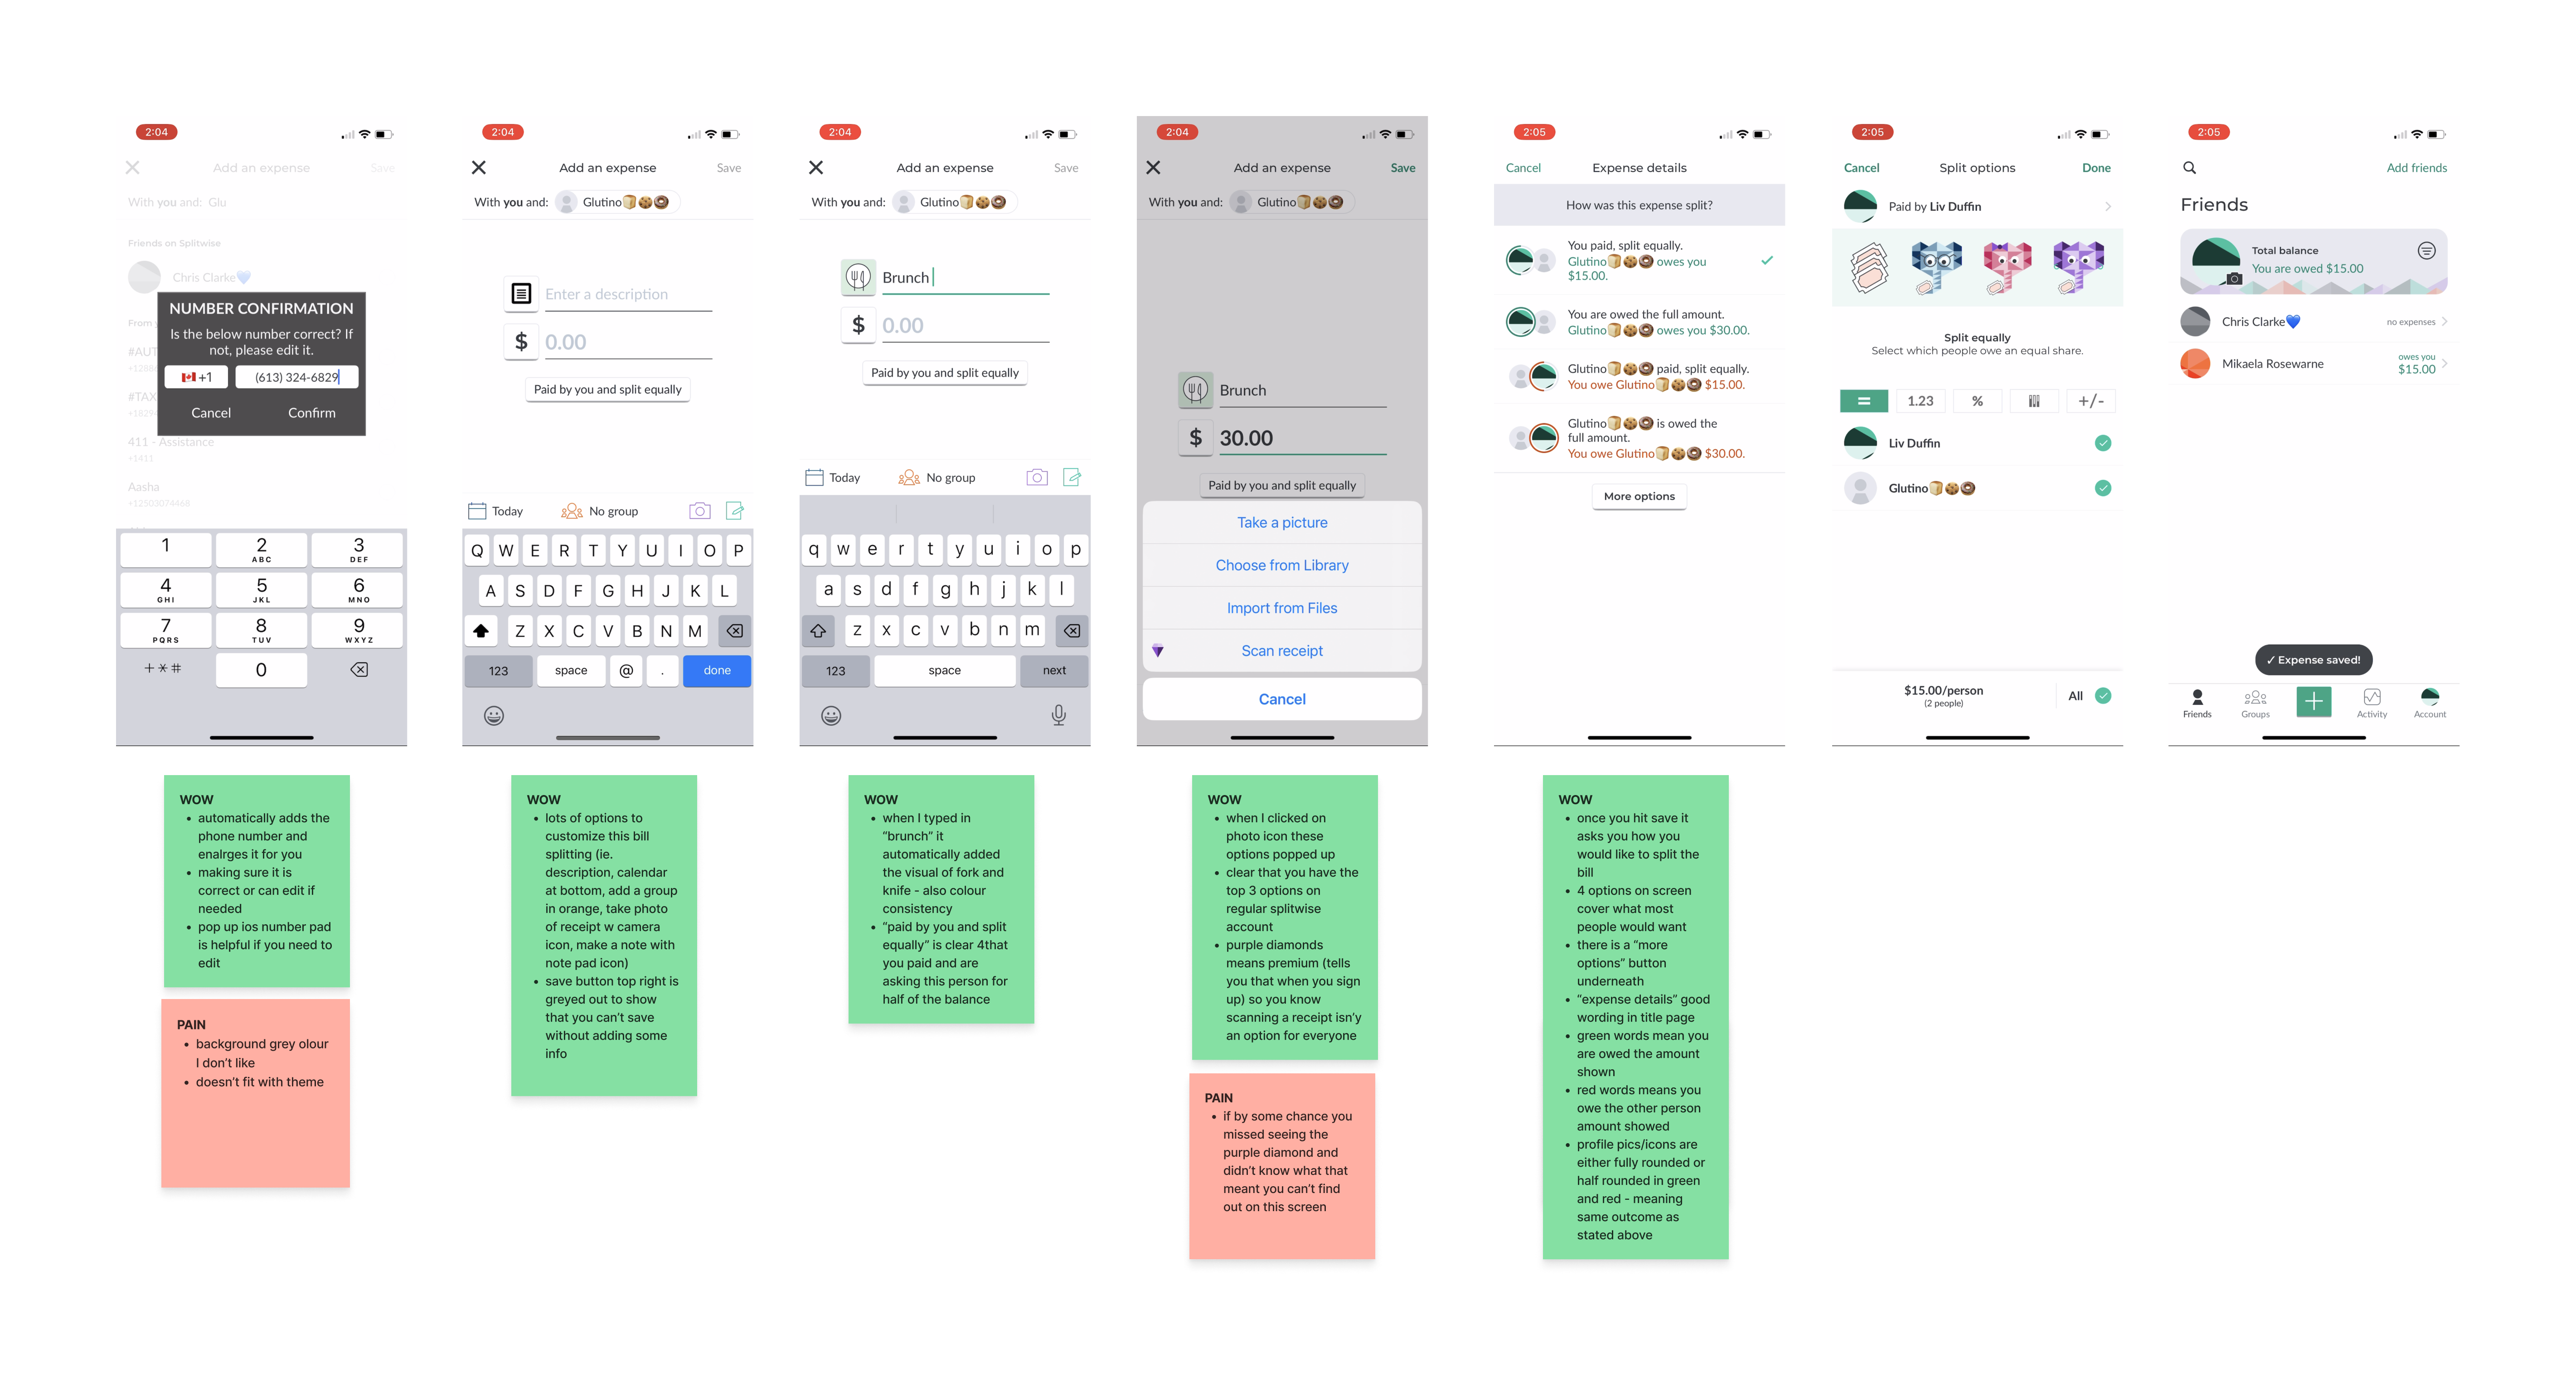 2:04
Add an expense
Save
With you and: Glu
Friends on Splitwise
Chris Clarke💙
NUMBER CONFIRMATION
Is the below number correct? If
not, please edit it.
🇨🇦 +1
(613) 324-6829
Cancel
Confirm
From
#AUT
#TAX
+1829
411 - Assistance
+1411
Aasha
+12503074468
1
2
ABC
3
DEF
4
GHI
5
JKL
6
MNO
7
PQRS
8
TUV
9
WXYZ
+*#
0
2:04
Add an expense
Save
With you and: Glutino🍞🍪🍩
Enter a description
$
0.00
Paid by you and split equally
Today
No group
Q W E R T Y U I O P
A S D F G H J K L
Z X C V B N M
123
space
@
.
done
2:04
Add an expense
Save
With you and: Glutino🍞🍪🍩
Brunch
$
0.00
Paid by you and split equally
Today
No group
q w e r t y u i o p
a s d f g h j k l
z x c v b n m
123
space
next
2:04
Add an expense
Save
With you and: Glutino🍞🍪🍩
Brunch
$
30.00
Paid by you and split equally
Take a picture
Choose from Library
Import from Files
Scan receipt
Cancel
2:05
Cancel
Expense details
How was this expense split?
You paid, split equally.
Glutino🍞🍪🍩 owes you
$15.00.
You are owed the full amount.
Glutino🍞🍪🍩 owes you $30.00.
Glutino🍞🍪🍩 paid, split equally.
You owe Glutino🍞🍪🍩 $15.00.
Glutino🍞🍪🍩 is owed the
full amount.
You owe Glutino🍞🍪🍩 $30.00.
More options
2:05
Cancel
Split options
Done
Paid by Liv Duffin
Split equally
Select which people owe an equal share.
=
1.23
%
+/-
Liv Duffin
Glutino🍞🍪🍩
$15.00/person
(2 people)
All
2:05
Add friends
Friends
Total balance
You are owed $15.00
Chris Clarke💙
no expenses
Mikaela Rosewarne
owes you
$15.00
✓ Expense saved!
Friends
Groups
Activity
Account
WOW
• automatically adds the
phone number and
enalrges it for you
• making sure it is
correct or can edit if
needed
• pop up ios number pad
is helpful if you need to
edit
PAIN
• background grey olour
I don't like
• doesn't fit with theme
WOW
• lots of options to
customize this bill
splitting (ie.
description, calendar
at bottom, add a group
in orange, take photo
of receipt w camera
icon, make a note with
note pad icon)
• save button top right is
greyed out to show
that you can't save
without adding some
info
WOW
• when I typed in
"brunch" it
automatically added
the visual of fork and
knife - also colour
consistency
• "paid by you and split
equally" is clear 4that
you paid and are
asking this person for
half of the balance
WOW
• when I clicked on
photo icon these
options popped up
• clear that you have the
top 3 options on
regular splitwise
account
• purple diamonds
means premium (tells
you that when you sign
up) so you know
scanning a receipt isn'y
an option for everyone
PAIN
• if by some chance you
missed seeing the
purple diamond and
didn't know what that
meant you can't find
out on this screen
WOW
• once you hit save it
asks you how you
would like to split the
bill
• 4 options on screen
cover what most
people would want
• there is a "more
options" button
underneath
• "expense details" good
wording in title page
• green words mean you
are owed the amount
shown
• red words means you
owe the other person
amount showed
• profile pics/icons are
either fully rounded or
half rounded in green
and red - meaning
same outcome as
stated above